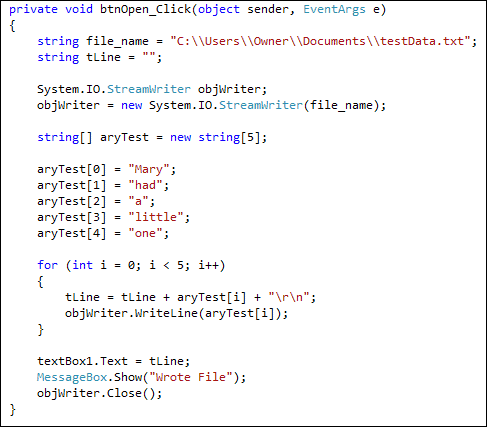 private void btnOpen_Click(object sender, EventArgs e)
{
    string file_name = "C:\\Users\\Owner\\Documents\\testData.txt";
    string tLine = "";

    System.IO.StreamWriter objWriter;
    objWriter = new System.IO.StreamWriter(file_name);

    string[] aryTest = new string[5];

    aryTest[0] = "Mary";
    aryTest[1] = "had";
    aryTest[2] = "a";
    aryTest[3] = "little";
    aryTest[4] = "one";

    for (int i = 0; i < 5; i++)
    {
        tLine = tLine + aryTest[i] + "\r\n";
        objWriter.WriteLine(aryTest[i]);
    }

    textBox1.Text = tLine;
    MessageBox.Show("Wrote File");
    objWriter.Close();
}